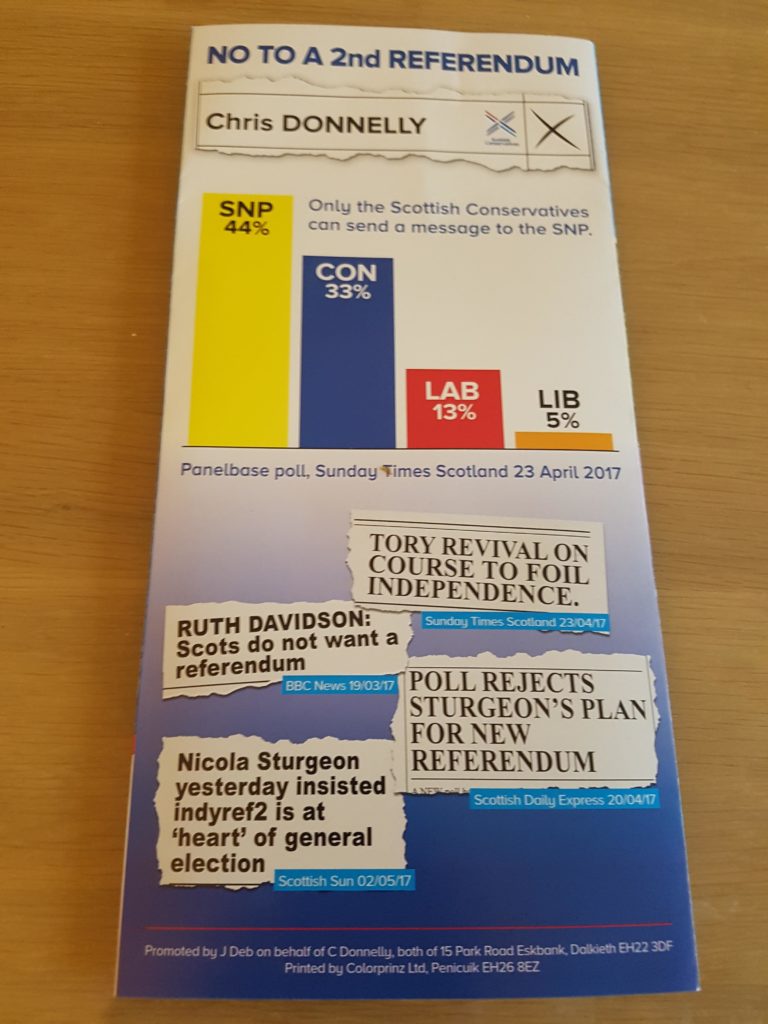 NO TO A 2nd REFERENDUM
Chris DONNELLY
Scottish
Conservatives
SNP
44%
Only the Scottish Conservatives
can send a message to the SNP.
CON
33%
LAB
13%
LIB
5%
Panelbase poll, Sunday Times Scotland 23 April 2017
TORY REVIVAL ON
COURSE TO FOIL
INDEPENDENCE.
Sunday Times Scotland 23/04/17
RUTH DAVIDSON:
Scots do not want a
referendum
BBC News 19/03/17
POLL REJECTS
STURGEON'S PLAN
FOR NEW
REFERENDUM
Scottish Daily Express 20/04/17
Nicola Sturgeon
yesterday insisted
indyref2 is at
‘heart’ of general
election
Scottish Sun 02/05/17
Promoted by J Deb on behalf of C Donnelly, both of 15 Park Road Eskbank, Dalkieth EH22 3DF
Printed by Colorprinz Ltd, Penicuik EH26 8EZ